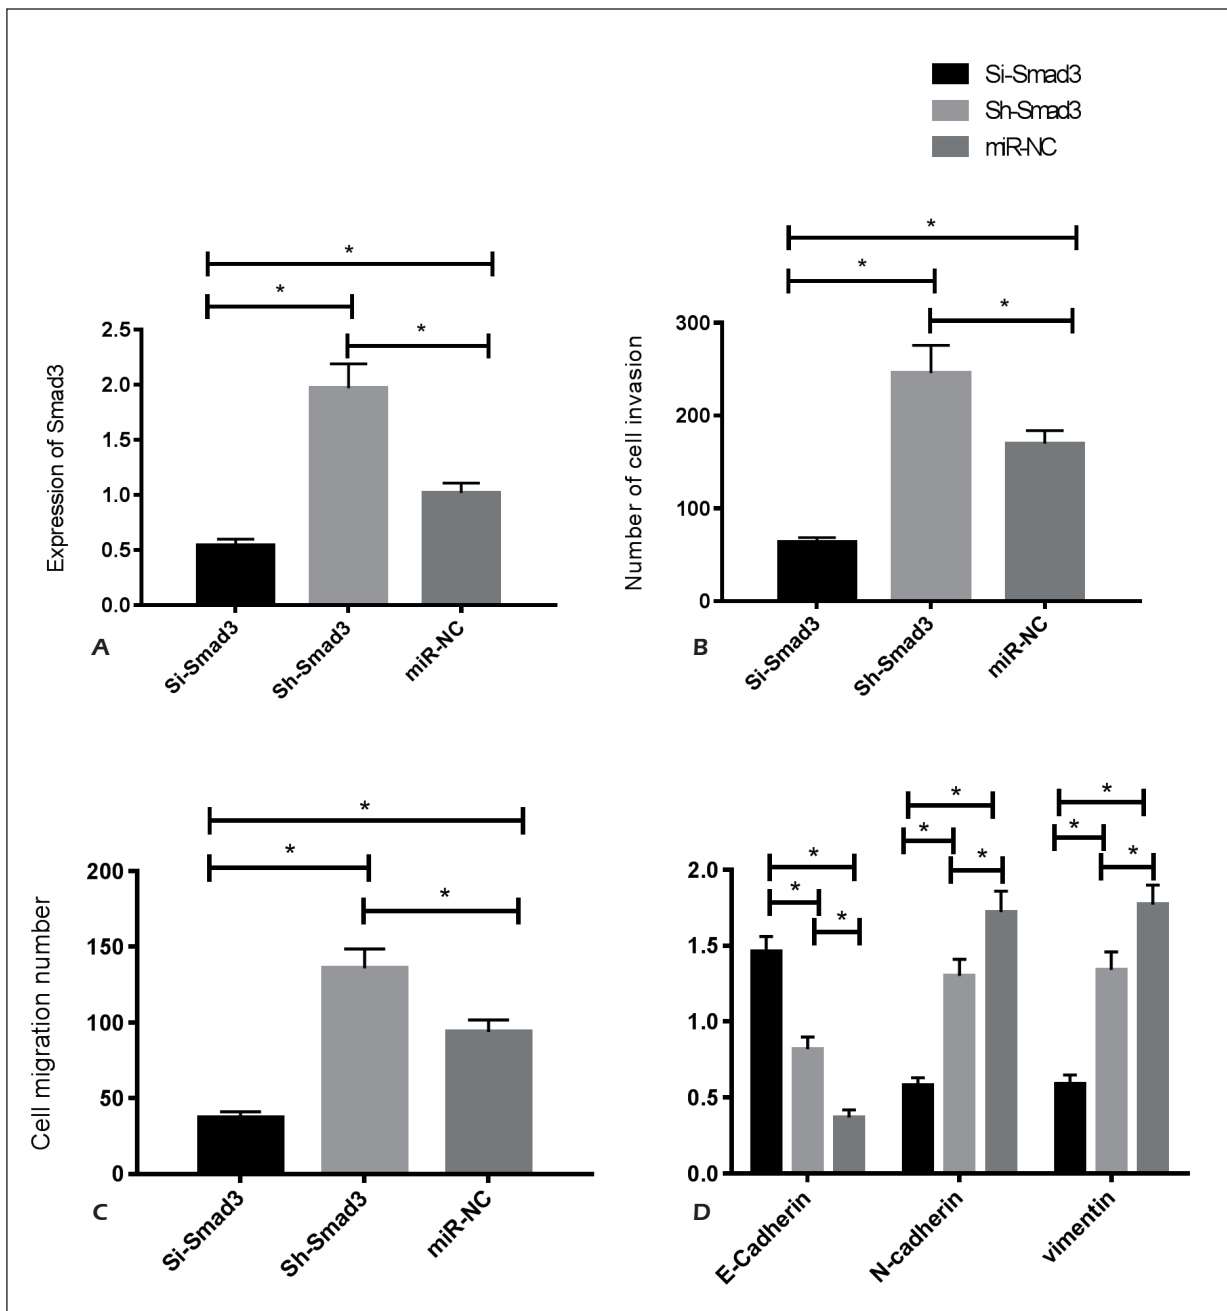 Si-Smad3
Sh-Smad3
miR-NC
*
*
*
Expression of Smad3
2.5
2.0
1.5
1.0
0.5
0.0
Si-Smad3
Sh-Smad3
miR-NC
A
*
*
*
Number of cell invasion
300
200
100
0
Si-Smad3
Sh-Smad3
miR-NC
B
*
*
*
Cell migration number
200
150
100
50
0
Si-Smad3
Sh-Smad3
miR-NC
C
*
*
*
*
*
*
*
*
*
2.0
1.5
1.0
0.5
0.0
E-Cadherin
N-cadherin
vimentin
D